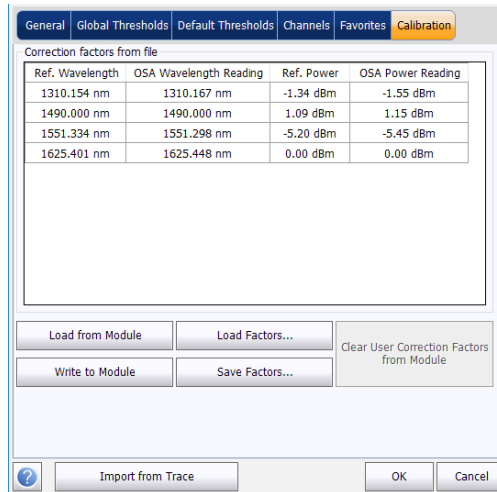 General Global Thresholds Default Thresholds Channels Favorites Calibration
Correction factors from file
Ref. Wavelength OSA Wavelength Reading Ref. Power OSA Power Reading
1310.154 nm 1310.167 nm -1.34 dBm -1.55 dBm
1490.000 nm 1490.000 nm 1.09 dBm 1.15 dBm
1551.334 nm 1551.298 nm -5.20 dBm -5.45 dBm
1625.401 nm 1625.448 nm 0.00 dBm 0.00 dBm
Load from Module Load Factors...
Clear User Correction Factors
from Module
Write to Module Save Factors...
? Import from Trace OK Cancel